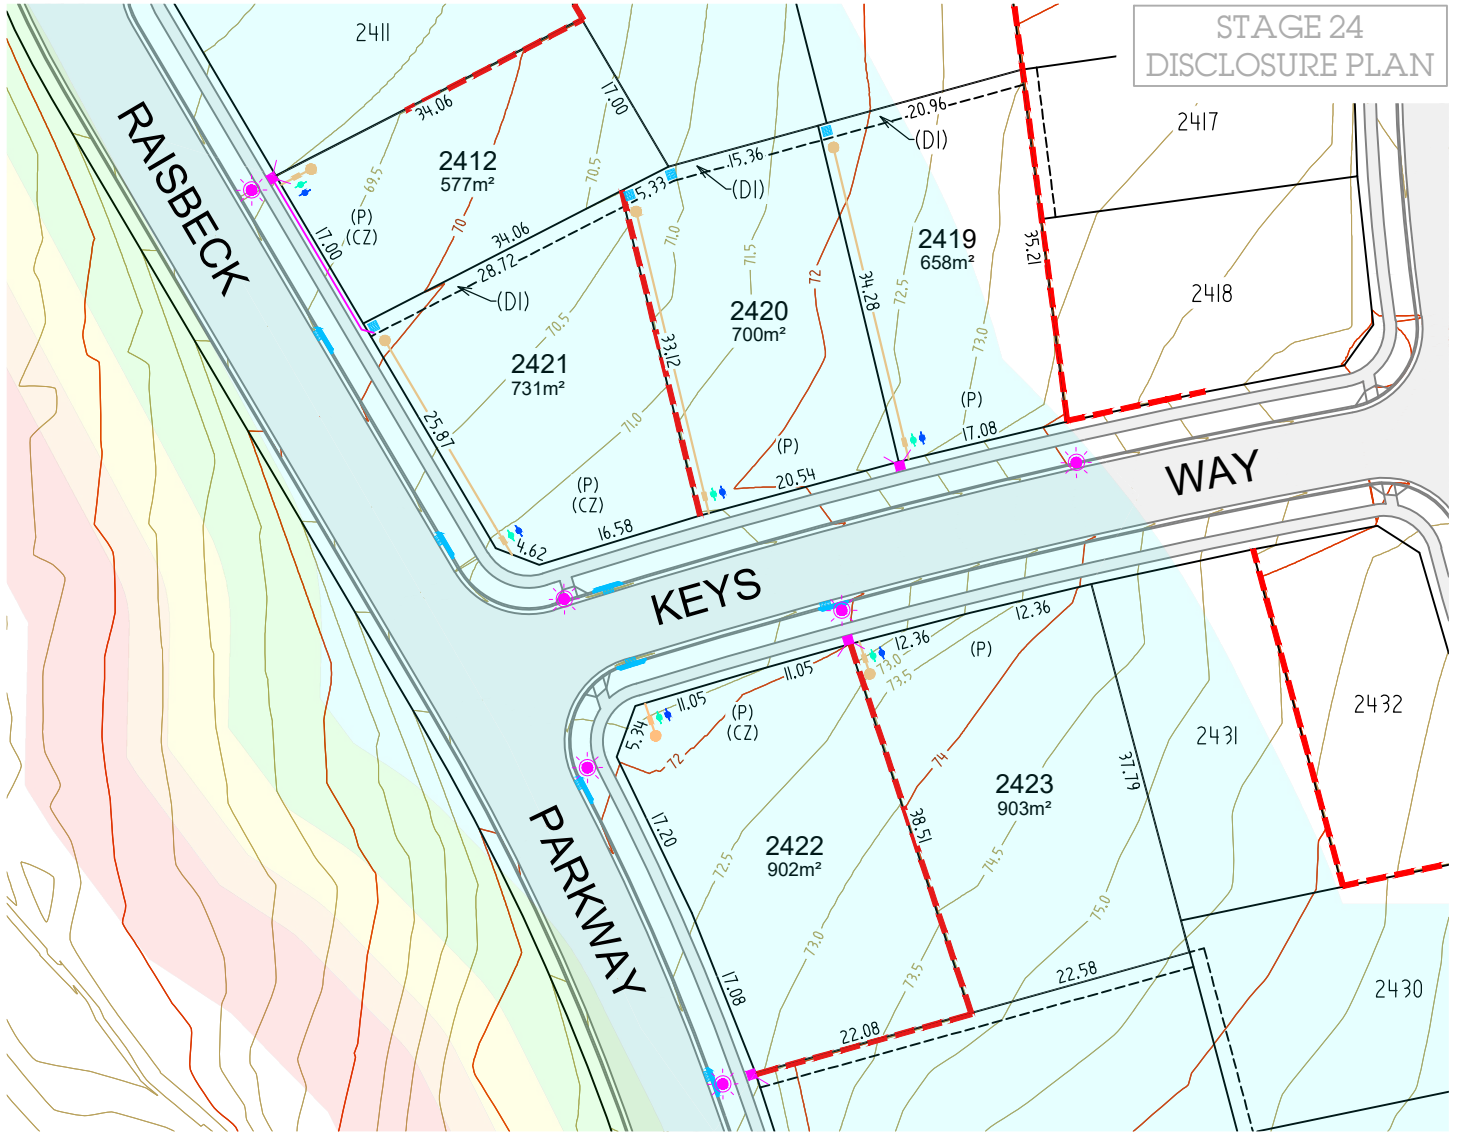 STAGE 24
DISCLOSURE PLAN
2411
34.06
17.00
2412
577m²
69.5
70
70.5
(P)
(CZ)
17.00
RAISBECK
34.06
28.72
(DI)
5.33
15.36
(DI)
20.96
(DI)
2417
2418
35.21
2419
658m²
72.5
73.0
34.28
72
2420
700m²
71.0
71.5
33.12
2421
731m²
70.5
71.0
25.87
(P)
(CZ)
4.62
16.58
(P)
20.54
(P)
17.08
WAY
KEYS
12.36
12.36
(P)
73.0
73.5
11.05
11.05
(P)
(CZ)
5.34
72
74
2431
2432
37.79
2423
903m²
38.51
2422
902m²
17.20
72.5
74.5
75.0
PARKWAY
73.0
73.5
17.08
22.08
22.58
2430